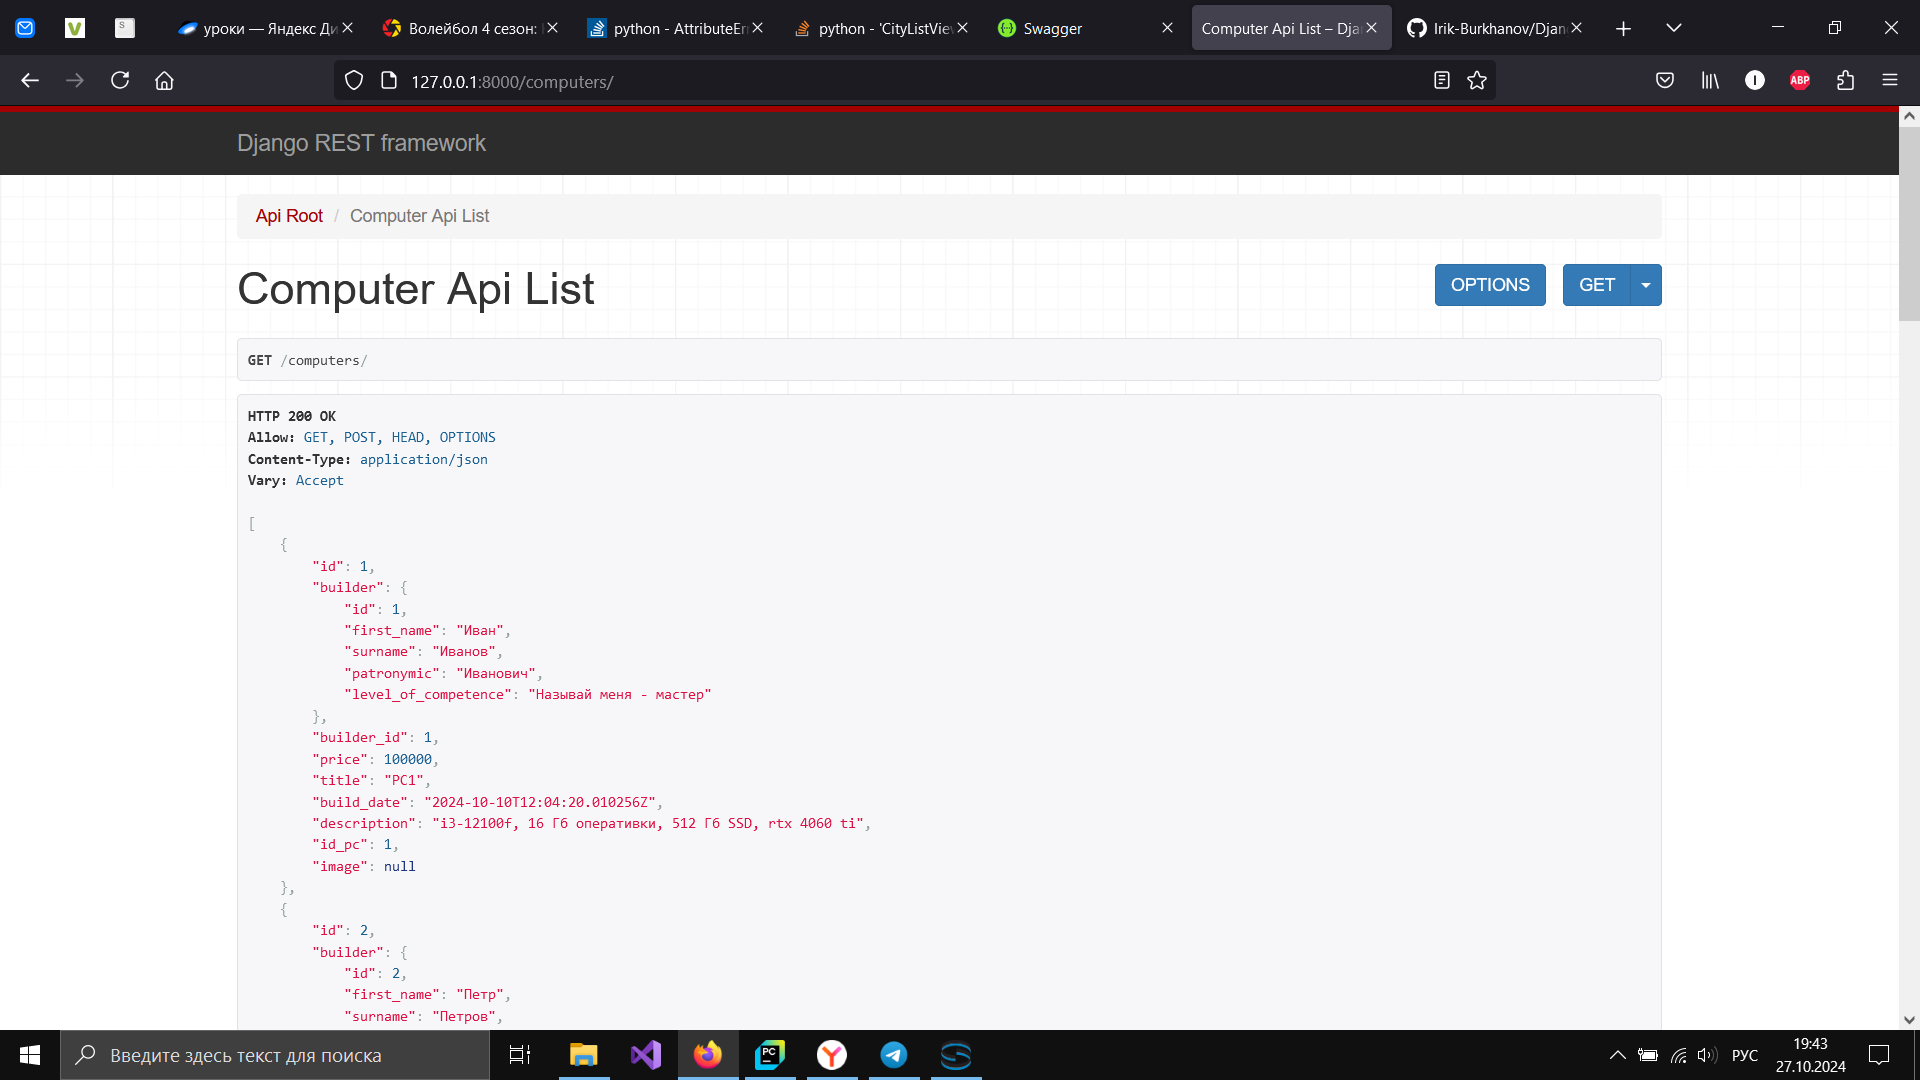 уроки — Яндекс Ди
Волейбол 4 сезон:
python - AttributeErr
python - 'CityListView
Swagger
Computer Api List – Djan
Irik-Burkhanov/Djan
127.0.0.1:8000/computers/
ABP
Django REST framework
Api Root / Computer Api List
Computer Api List
OPTIONS
GET
GET /computers/
HTTP 200 OK
Allow: GET, POST, HEAD, OPTIONS
Content-Type: application/json
Vary: Accept
[
{
"id": 1,
"builder": {
"id": 1,
"first_name": "Иван",
"surname": "Иванов",
"patronymic": "Иванович",
"level_of_competence": "Называй меня - мастер"
},
"builder_id": 1,
"price": 100000,
"title": "PC1",
"build_date": "2024-10-10T12:04:20.010256Z",
"description": "i3-12100f, 16 Гб оперативки, 512 Гб SSD, rtx 4060 ti",
"id_pc": 1,
"image": null
},
{
"id": 2,
"builder": {
"id": 2,
"first_name": "Петр",
"surname": "Петров",
Введите здесь текст для поиска
PC
РУС
19:43
27.10.2024